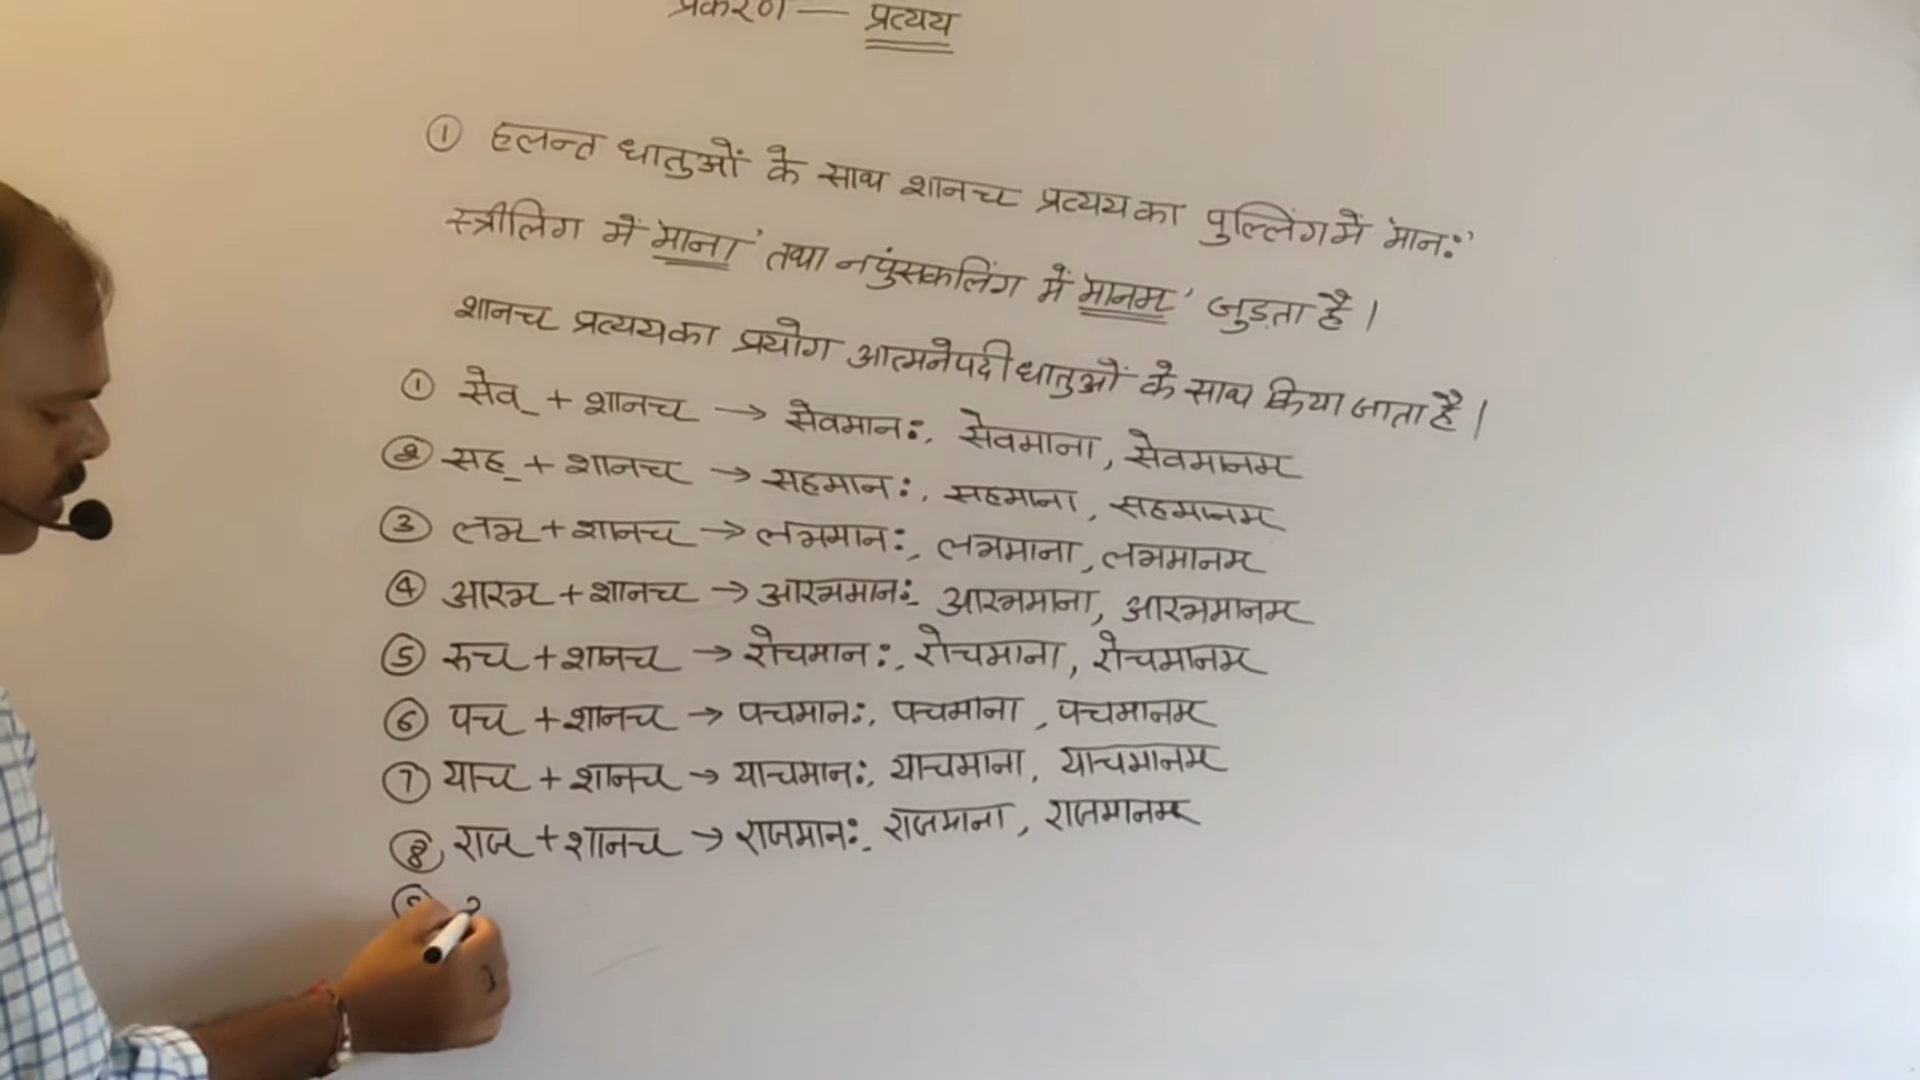 प्रकरण — प्रत्यय
① हलन्त धातुओं के साथ शानच प्रत्यय का पुल्लिंग में 'मानः'
स्त्रीलिंग में 'माना' तथा नपुंसकलिंग में 'मानम' जुड़ता है।
शानच प्रत्यय का प्रयोग आत्मनेपदी धातुओं के साथ किया जाता है।
① सेव् + शानच → सेवमानः, सेवमाना, सेवमानम
② सह् + शानच → सहमानः, सहमाना, सहमानम
③ लभ + शानच → लभमानः, लभमाना, लभमानम
④ आरभ + शानच → आरभमानः, आरभमाना, आरभमानम
⑤ रुच + शानच → रोचमानः, रोचमाना, रोचमानम
⑥ पच + शानच → पचमानः, पचमाना, पचमानम
⑦ याच + शानच → याचमानः, याचमाना, याचमानम
⑧ राज + शानच → राजमानः, राजमाना, राजमानम